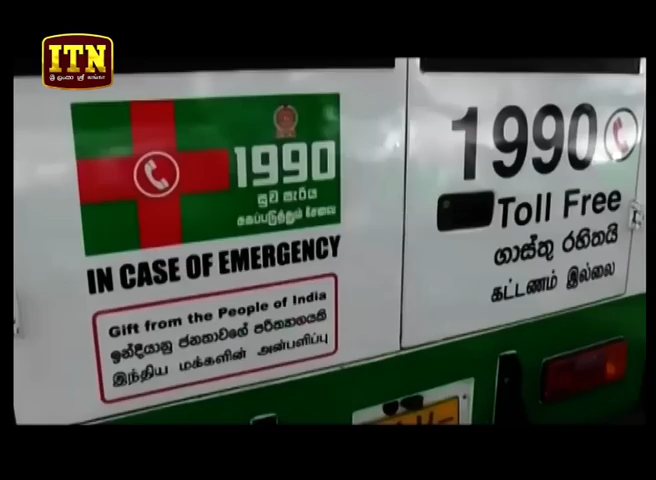 ITN
ශ්‍රී ලංකා
1990
සුව සැරිය
IN CASE OF EMERGENCY
Gift from the People of India
ඉන්දියානු ජනතාවගේ පරිත්‍යාගයකි
இந்திய மக்களின் அன்பளிப்பு
1990
Toll Free
ගාස්තු රහිතයි
கட்டணம் இல்லை